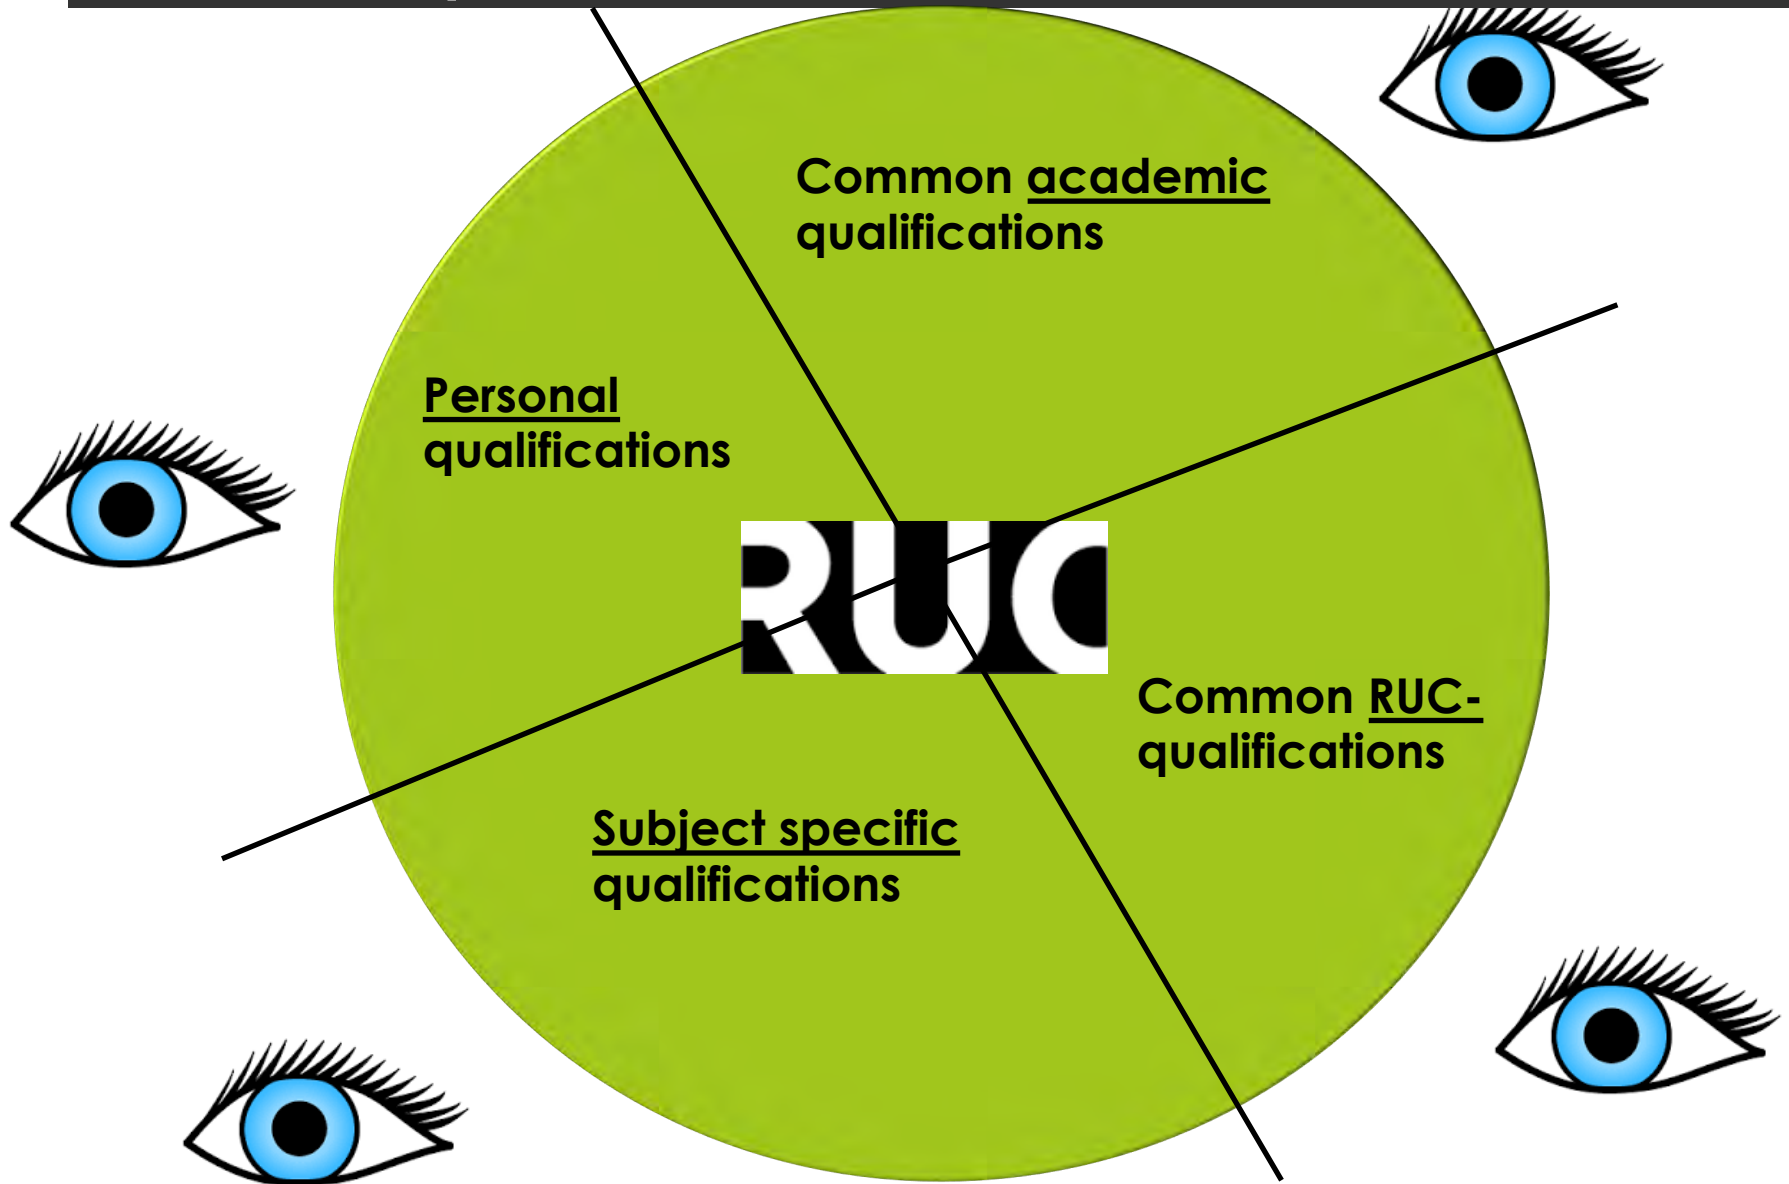 Common academic
qualifications
Personal
qualifications
RUC
Common RUC-
qualifications
Subject specific
qualifications